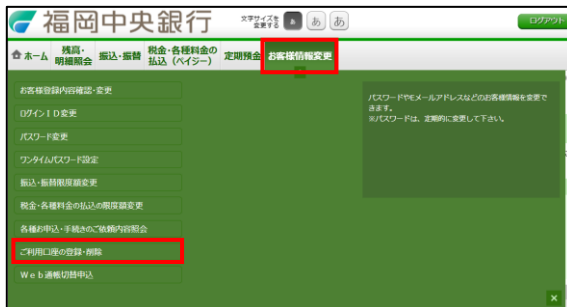 福岡中央銀行
文字サイズを
変更する
あ
あ
あ
ログアウト
ホーム
残高・
明細照会
振込・振替
税金・各種料金の
払込（ペイジー）
定期預金
お客様情報変更
お客様登録内容確認・変更
ログインＩＤ変更
パスワード変更
ワンタイムパスワード設定
振込・振替限度額変更
税金・各種料金の払込の限度額変更
各種お申込・手続きのご依頼内容照会
ご利用口座の登録・削除
Ｗｅｂ通帳切替申込
パスワードやEメールアドレスなどのお客様情報を変更で
きます。
※パスワードは、定期的に変更して下さい。